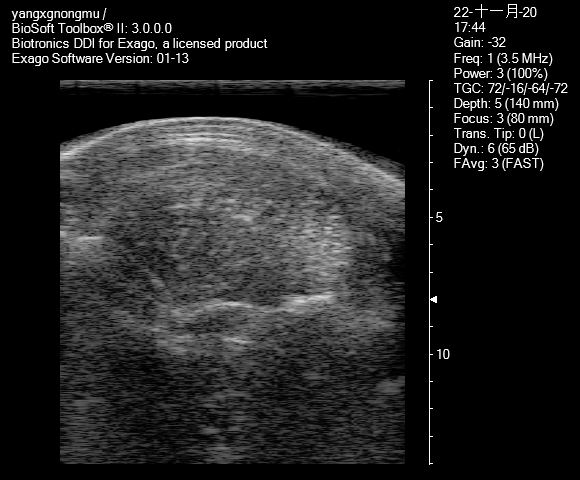 yangxgnongmu /
BioSoft Toolbox® II: 3.0.0.0
Biotronics DDI for Exago, a licensed product
Exago Software Version: 01-13
22-十一月-20
17:44
Gain: -32
Freq: 1 (3.5 MHz)
Power: 3 (100%)
TGC: 72/-16/-64/-72
Depth: 5 (140 mm)
Focus: 3 (80 mm)
Trans. Tip: 0 (L)
Dyn.: 6 (65 dB)
FAvg: 3 (FAST)
5
10